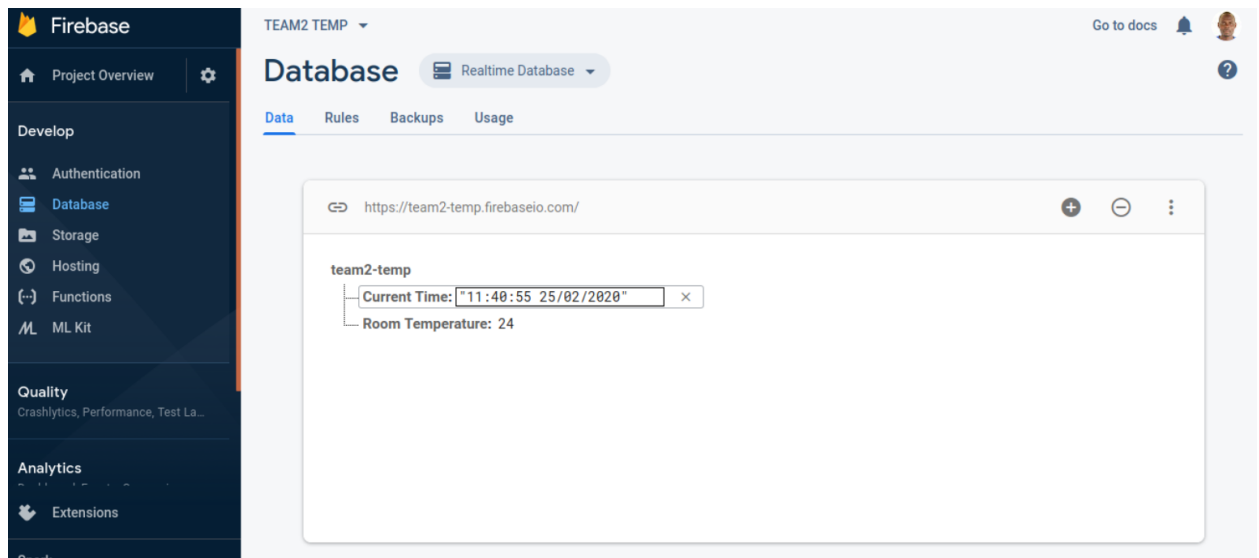 Firebase
Project Overview
Develop
Authentication
Database
Storage
Hosting
Functions
ML Kit
Quality
Crashlytics, Performance, Test La...
Analytics
Extensions
TEAM2 TEMP
Go to docs
Database
Realtime Database
Data Rules Backups Usage
https://team2-temp.firebaseio.com/
team2-temp
Current Time: "11:40:55 25/02/2020"
Room Temperature: 24